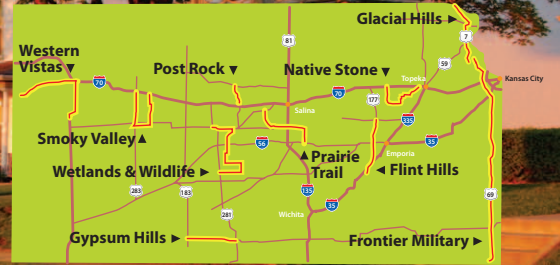 Glacial Hills ►
7
81
Western
Vistas ▼
59
Post Rock ▼
Native Stone ▼
Topeka
Kansas City
70
70
177
Salina
335
Smoky Valley ▲
56
35
Prairie
Trail
Emporia
Wetlands & Wildlife ►
◄ Flint Hills
283
183
135
35
69
281
Wichita
Gypsum Hills ►
Frontier Military ►